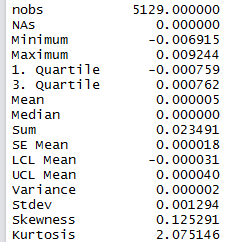 nobs 5129.000000
NAs 0.000000
Minimum -0.006915
Maximum 0.009244
1. Quartile -0.000759
3. Quartile 0.000762
Mean 0.000005
Median 0.000000
Sum 0.023491
SE Mean 0.000018
LCL Mean -0.000031
UCL Mean 0.000040
Variance 0.000002
Stdev 0.001294
Skewness 0.125291
Kurtosis 2.075146